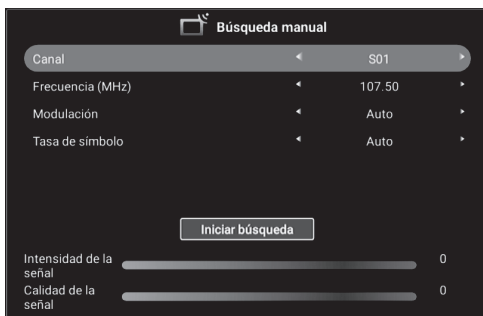 Búsqueda manual
Canal S01
Frecuencia (MHz) 107.50
Modulación Auto
Tasa de símbolo Auto
Iniciar búsqueda
Intensidad de la
señal 0
Calidad de la
señal 0